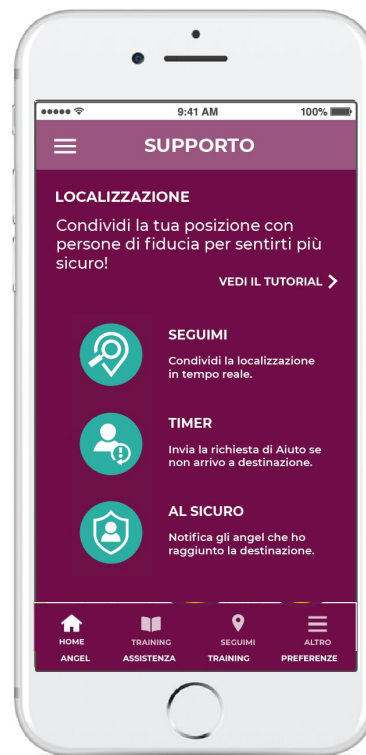 9:41 AM 100%
SUPPORTO
LOCALIZZAZIONE
Condividi la tua posizione con
persone di fiducia per sentirti più
sicuro!
VEDI IL TUTORIAL
SEGUIMI
Condividi la localizzazione
in tempo reale.
TIMER
Invia la richiesta di Aiuto se
non arrivo a destinazione.
AL SICURO
Notifica gli angel che ho
raggiunto la destinazione.
HOME TRAINING SEGUIMI ALTRO
ANGEL ASSISTENZA TRAINING PREFERENZE